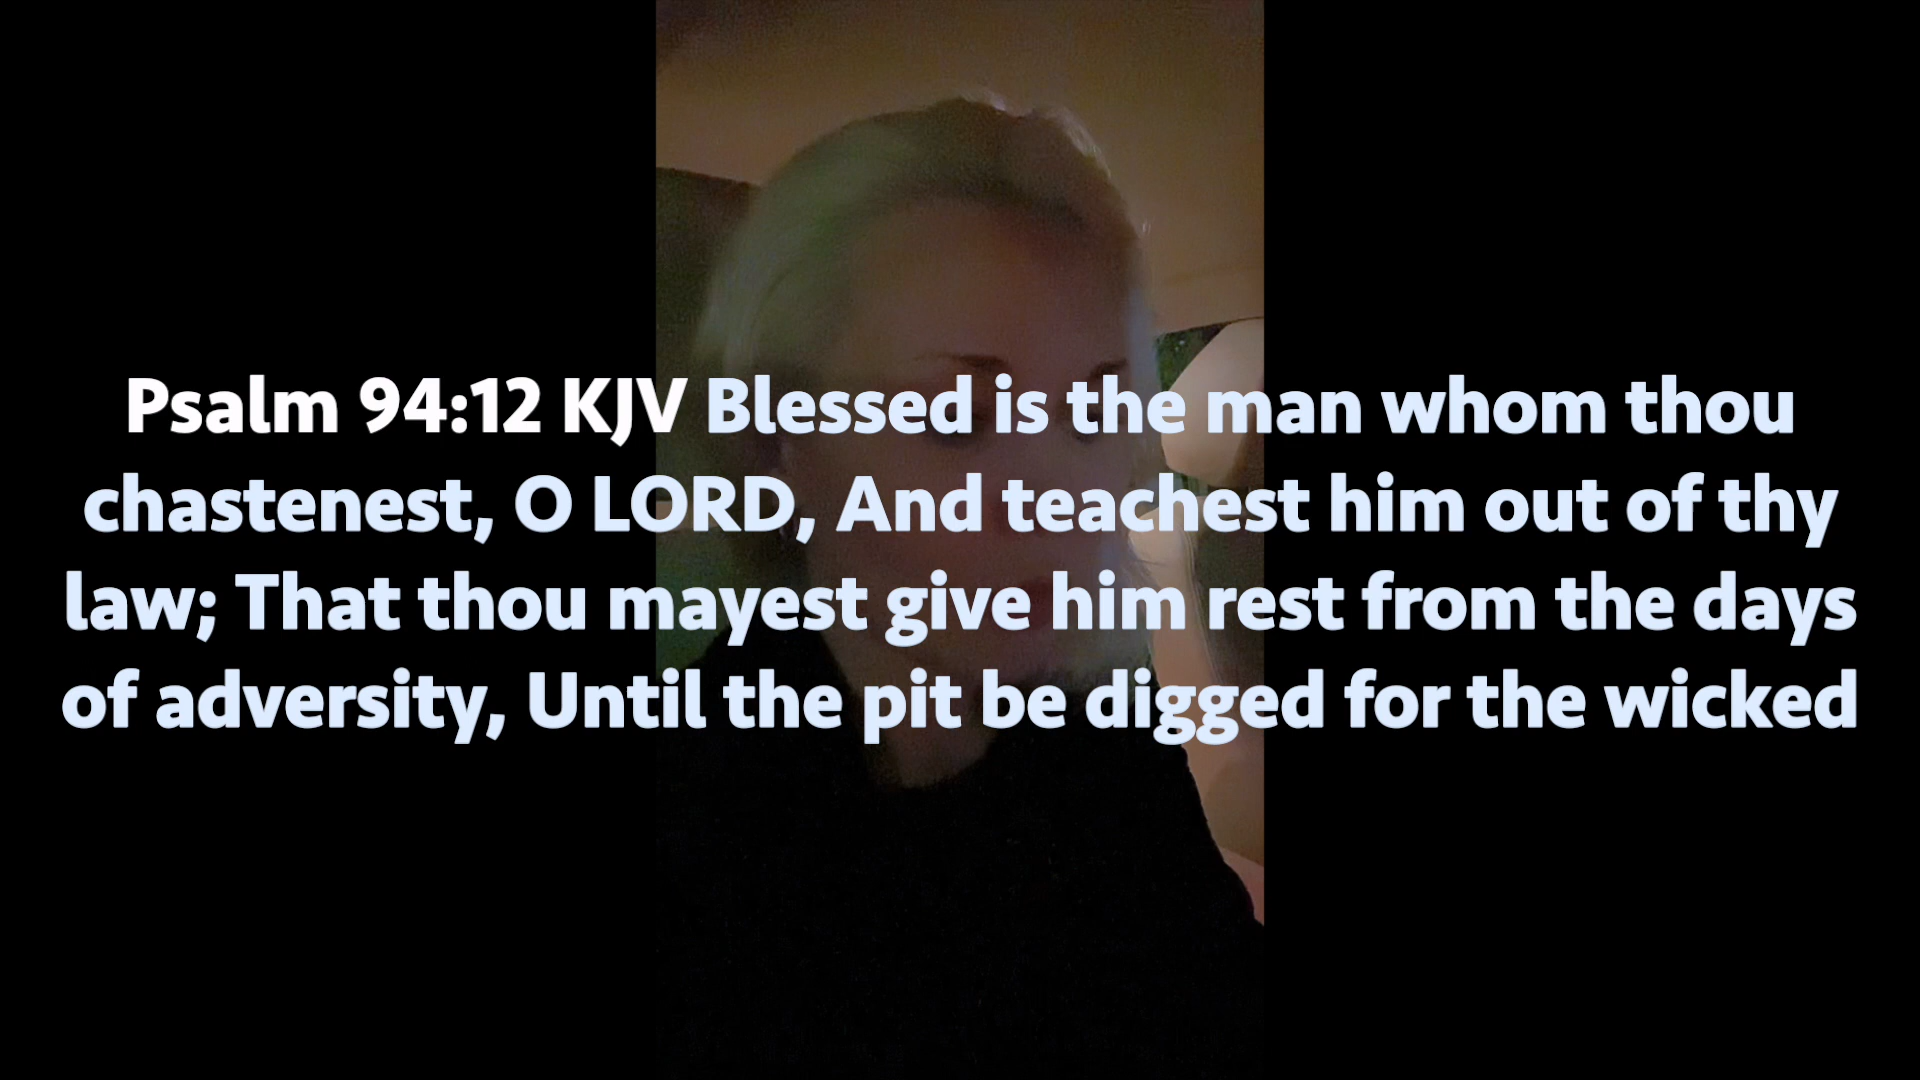 Psalm 94:12 KJV Blessed is the man whom thou
chastenest, O LORD, And teachest him out of thy
law; That thou mayest give him rest from the days
of adversity, Until the pit be digged for the wicked